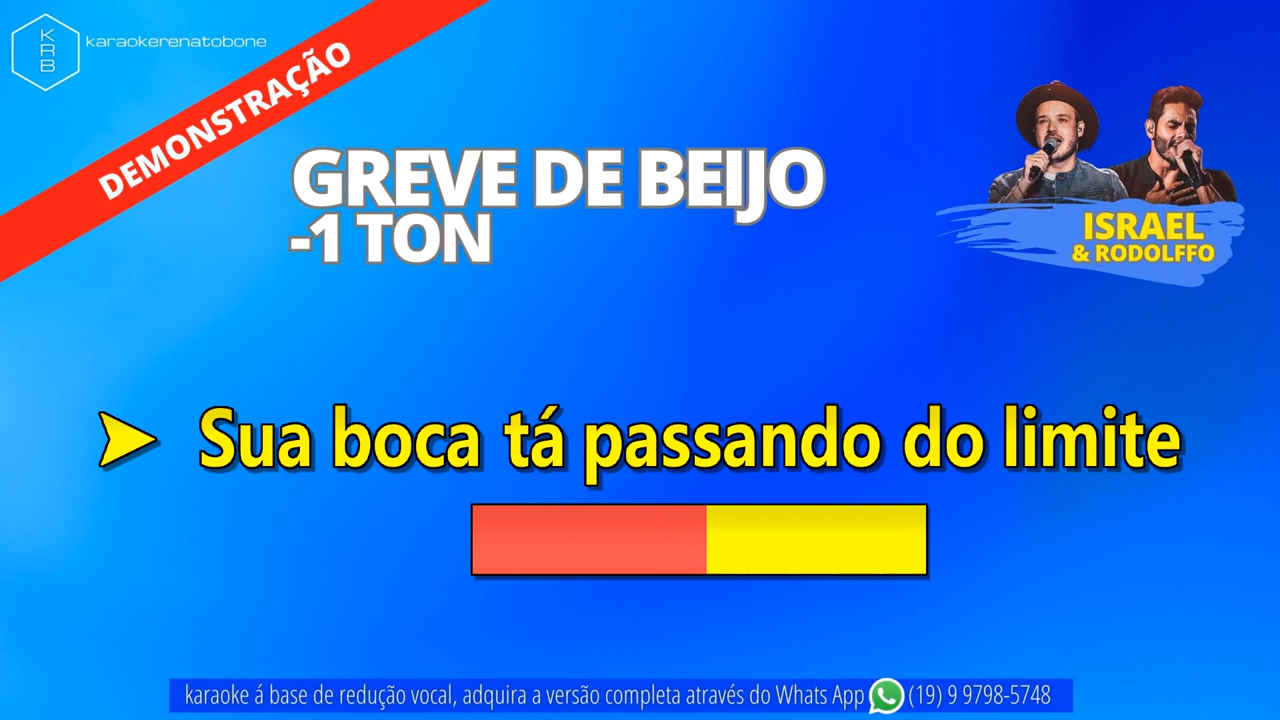 K
R
B
karaokerenatobone
DEMONSTRAÇÃO
GREVE DE BEIJO
-1 TON
ISRAEL
& RODOLFFO
Sua boca tá passando do limite
karaoke á base de redução vocal, adquira a versão completa através do Whats App (19) 9 9798-5748